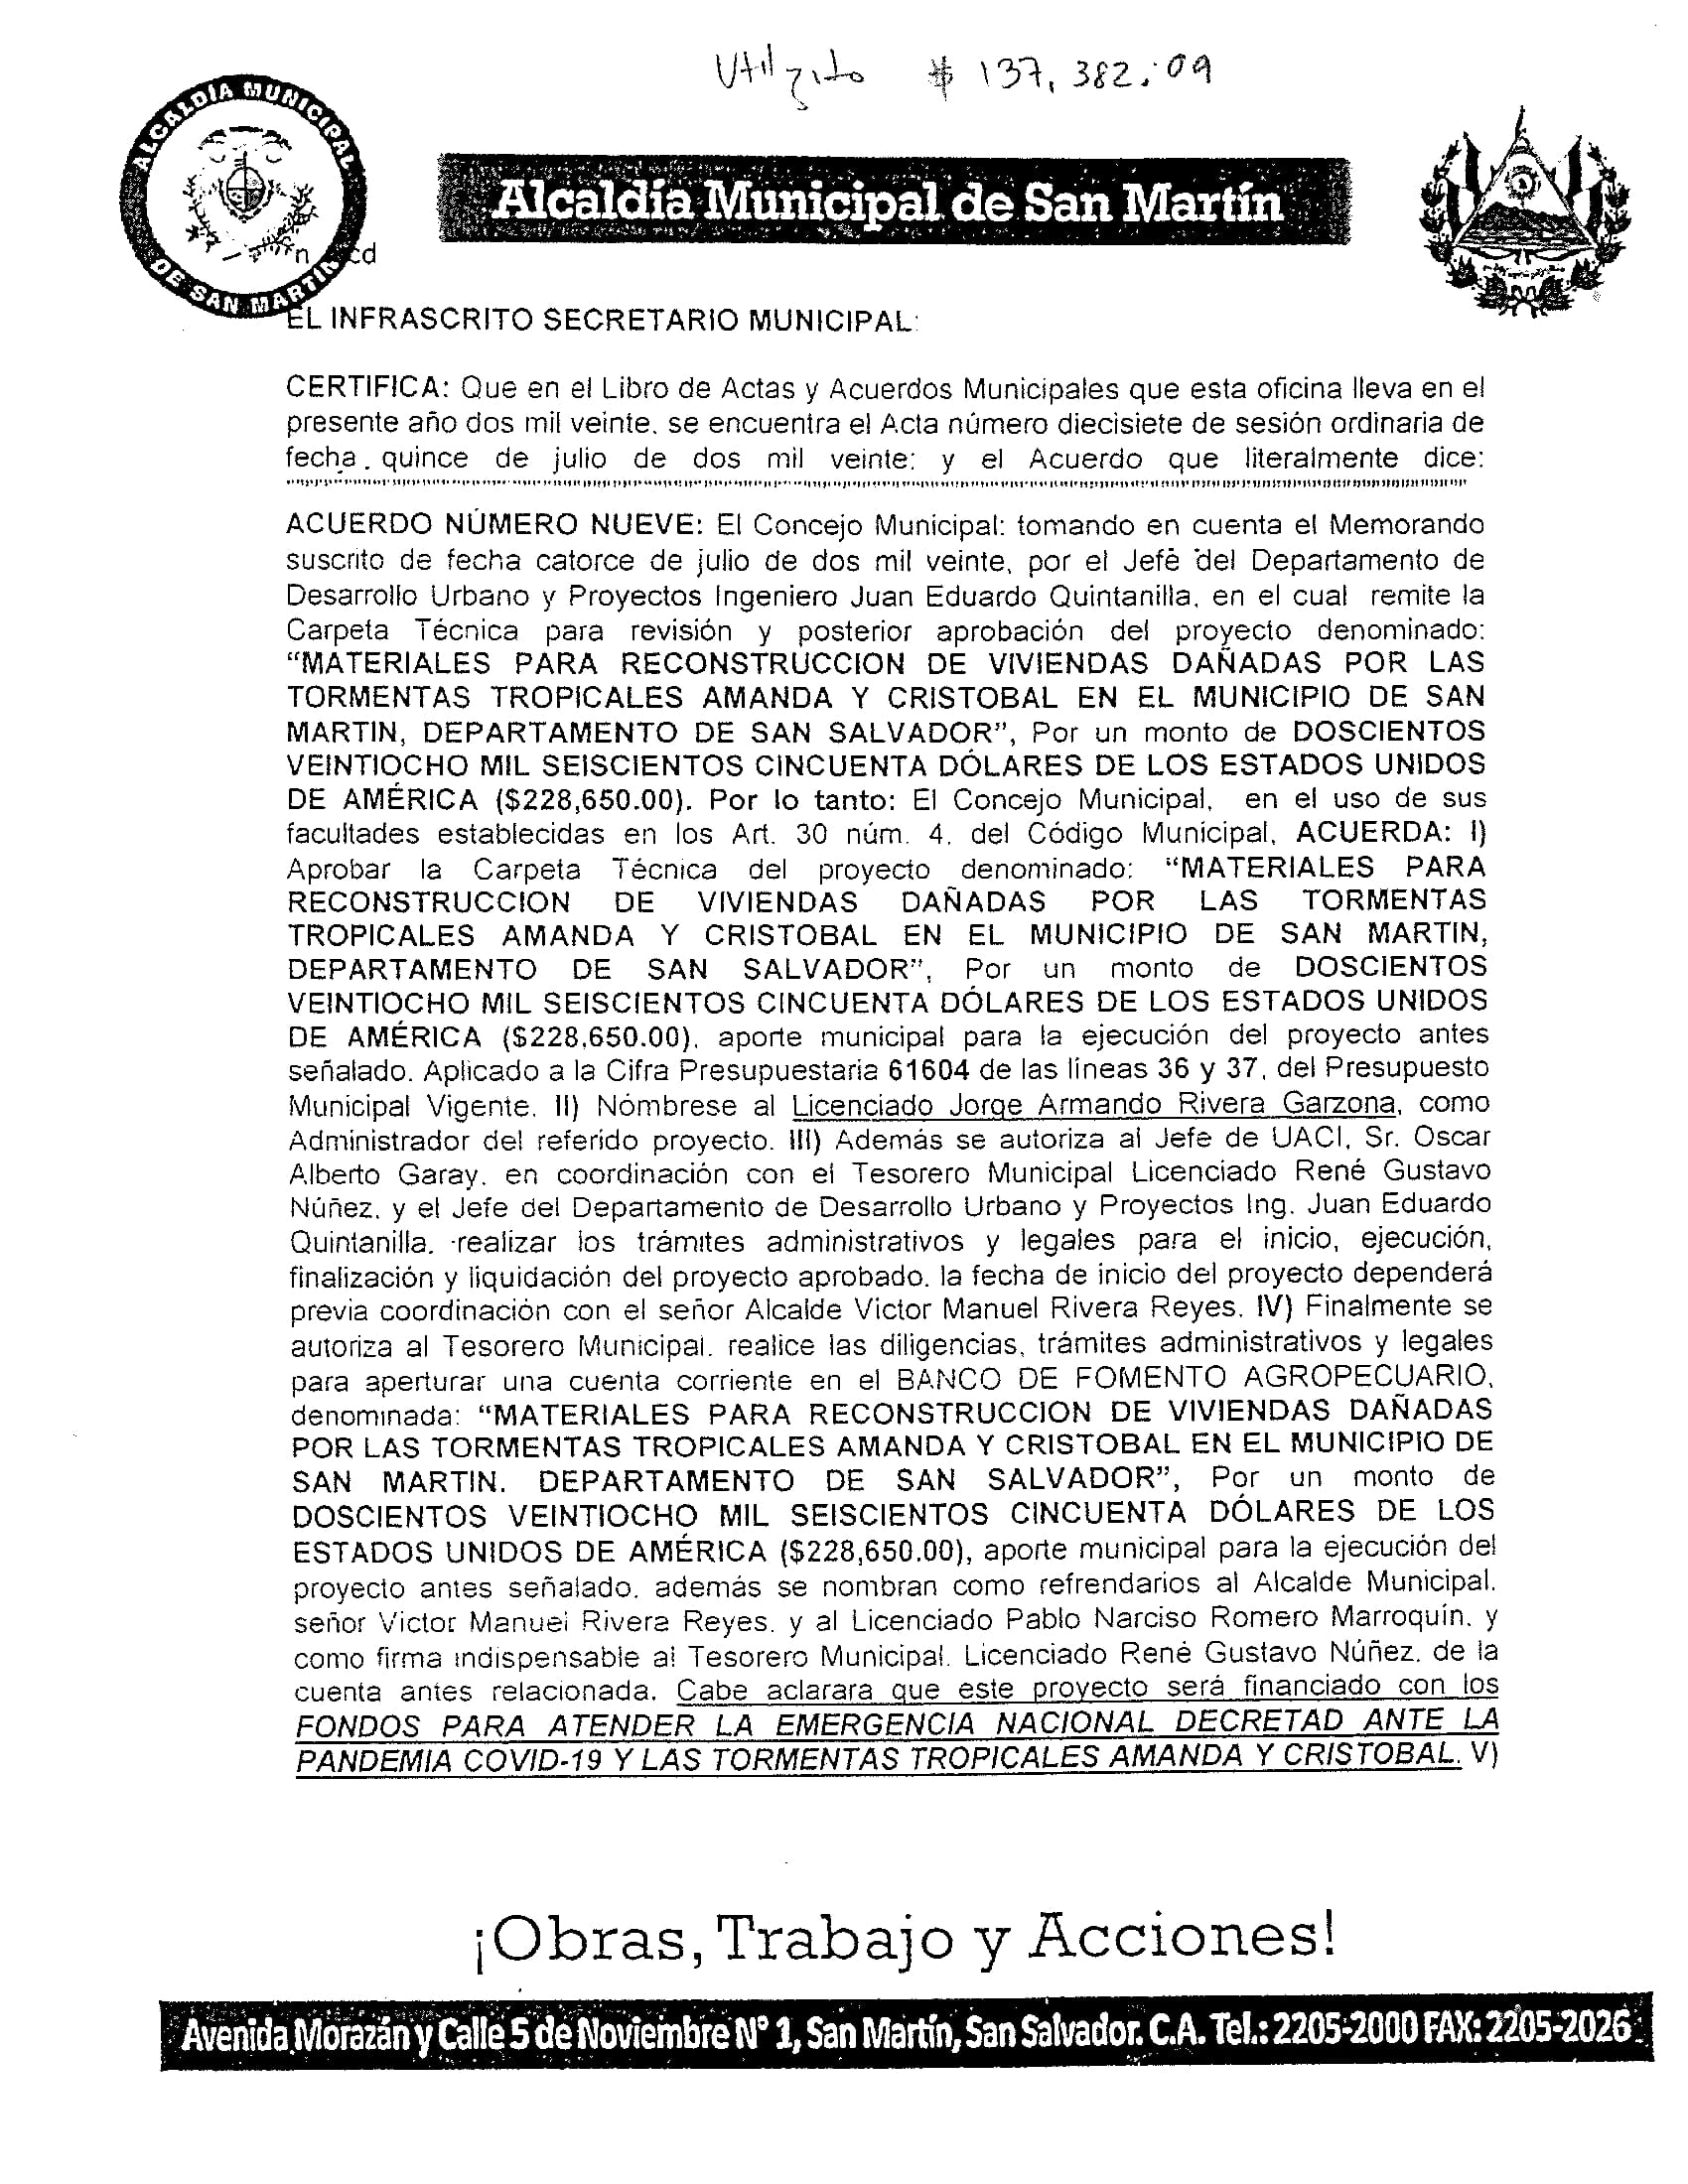 Utilizdo $ 137,382.09
ALCALDIA MUNICIPAL
DE SAN MARTIN
Alcaldía Municipal de San Martín
EL INFRASCRITO SECRETARIO MUNICIPAL:
CERTIFICA: Que en el Libro de Actas y Acuerdos Municipales que esta oficina lleva en el
presente año dos mil veinte. se encuentra el Acta número diecisiete de sesión ordinaria de
fecha. quince de julio de dos mil veinte: y el Acuerdo que literalmente dice:
ACUERDO NÚMERO NUEVE: El Concejo Municipal: tomando en cuenta el Memorando
suscrito de fecha catorce de julio de dos mil veinte, por el Jefe del Departamento de
Desarrollo Urbano y Proyectos Ingeniero Juan Eduardo Quintanilla, en el cual remite la
Carpeta Técnica para revisión y posterior aprobación del proyecto denominado:
“MATERIALES PARA RECONSTRUCCION DE VIVIENDAS DAÑADAS POR LAS
TORMENTAS TROPICALES AMANDA Y CRISTOBAL EN EL MUNICIPIO DE SAN
MARTIN, DEPARTAMENTO DE SAN SALVADOR”, Por un monto de DOSCIENTOS
VEINTIOCHO MIL SEISCIENTOS CINCUENTA DÓLARES DE LOS ESTADOS UNIDOS
DE AMÉRICA ($228,650.00). Por lo tanto: El Concejo Municipal, en el uso de sus
facultades establecidas en los Art. 30 núm. 4. del Código Municipal, ACUERDA: I)
Aprobar la Carpeta Técnica del proyecto denominado: “MATERIALES PARA
RECONSTRUCCION DE VIVIENDAS DAÑADAS POR LAS TORMENTAS
TROPICALES AMANDA Y CRISTOBAL EN EL MUNICIPIO DE SAN MARTIN,
DEPARTAMENTO DE SAN SALVADOR”, Por un monto de DOSCIENTOS
VEINTIOCHO MIL SEISCIENTOS CINCUENTA DÓLARES DE LOS ESTADOS UNIDOS
DE AMÉRICA ($228,650.00), aporte municipal para la ejecución del proyecto antes
señalado. Aplicado a la Cifra Presupuestaria 61604 de las líneas 36 y 37, del Presupuesto
Municipal Vigente. II) Nómbrese al Licenciado Jorge Armando Rivera Garzona, como
Administrador del referido proyecto. III) Además se autoriza al Jefe de UACI, Sr. Oscar
Alberto Garay, en coordinación con el Tesorero Municipal Licenciado René Gustavo
Núñez, y el Jefe del Departamento de Desarrollo Urbano y Proyectos Ing. Juan Eduardo
Quintanilla. realizar los trámites administrativos y legales para el inicio, ejecución,
finalización y liquidación del proyecto aprobado. la fecha de inicio del proyecto dependerá
previa coordinación con el señor Alcalde Victor Manuel Rivera Reyes. IV) Finalmente se
autoriza al Tesorero Municipal. realice las diligencias, trámites administrativos y legales
para aperturar una cuenta corriente en el BANCO DE FOMENTO AGROPECUARIO,
denominada: “MATERIALES PARA RECONSTRUCCION DE VIVIENDAS DAÑADAS
POR LAS TORMENTAS TROPICALES AMANDA Y CRISTOBAL EN EL MUNICIPIO DE
SAN MARTIN. DEPARTAMENTO DE SAN SALVADOR”, Por un monto de
DOSCIENTOS VEINTIOCHO MIL SEISCIENTOS CINCUENTA DÓLARES DE LOS
ESTADOS UNIDOS DE AMÉRICA ($228,650.00), aporte municipal para la ejecución del
proyecto antes señalado. además se nombran como refrendarios al Alcalde Municipal.
señor Victor Manuel Rivera Reyes. y al Licenciado Pablo Narciso Romero Marroquín. y
como firma indispensable al Tesorero Municipal. Licenciado René Gustavo Núñez. de la
cuenta antes relacionada. Cabe aclarara que este proyecto será financiado con los
FONDOS PARA ATENDER LA EMERGENCIA NACIONAL DECRETAD ANTE LA
PANDEMIA COVID-19 Y LAS TORMENTAS TROPICALES AMANDA Y CRISTOBAL. V)
¡Obras, Trabajo y Acciones!
Avenida Morazán y Calle 5 de Noviembre N° 1, San Martín, San Salvador. C.A. Tel.: 2205-2000 FAX: 2205-2026